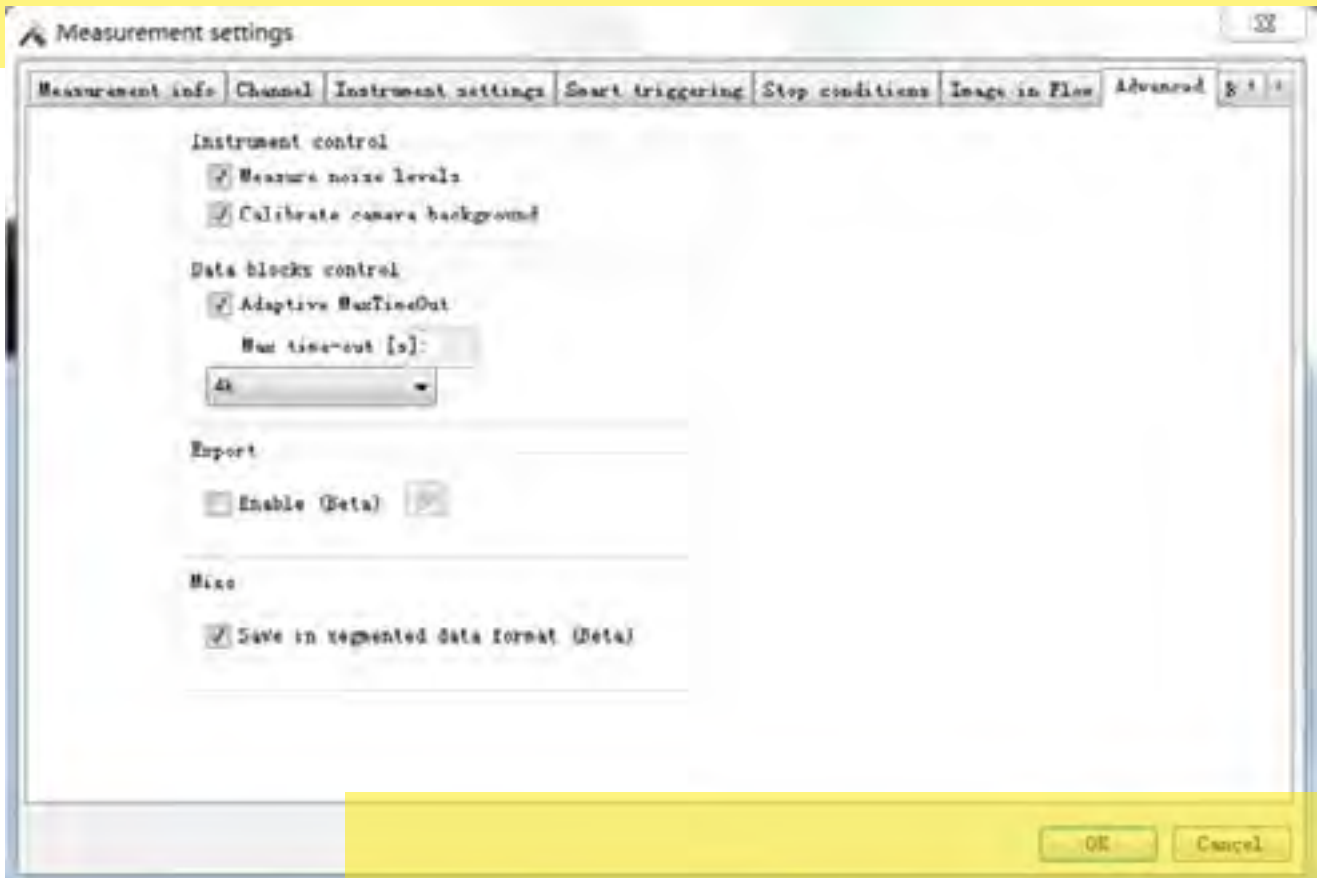 Measurement settings
Measurement info Channel Instrument settings Smart triggering Stop conditions Image in Flow Advanced
Instrument control
Measure noise levels
Calibrate camera background
Data blocks control
Adaptive MaxTimeOut
Max time-out [s]:
4k
Export
Enable (Beta)
Misc
Save in segmented data format (Beta)
OK Cancel